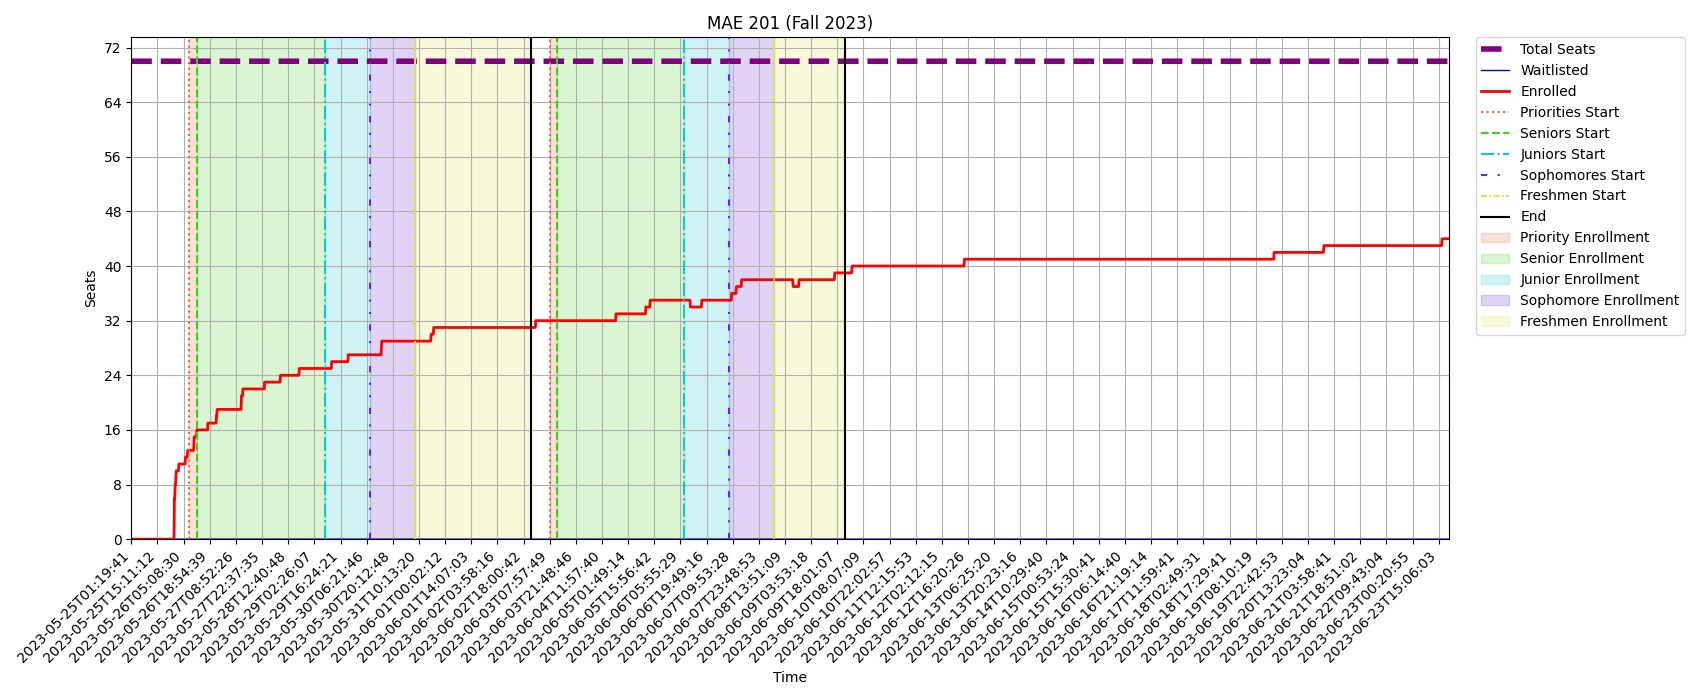 MAE 201 (Fall 2023)
72
64
56
48
40
32
24
16
8
0
Seats
2023-05-25T01:19:41
2023-05-25T15:11:12
2023-05-26T05:08:30
2023-05-26T18:54:39
2023-05-27T08:52:26
2023-05-27T22:37:35
2023-05-28T12:40:48
2023-05-29T02:26:07
2023-05-29T16:24:21
2023-05-30T06:21:46
2023-05-30T20:12:48
2023-05-31T10:13:20
2023-06-01T00:02:12
2023-06-01T14:07:03
2023-06-02T03:58:16
2023-06-02T18:00:42
2023-06-03T07:57:49
2023-06-03T21:48:46
2023-06-04T11:57:40
2023-06-05T01:49:14
2023-06-05T15:56:42
2023-06-06T05:55:29
2023-06-06T19:49:16
2023-06-07T09:53:28
2023-06-07T23:48:53
2023-06-08T13:51:09
2023-06-09T03:53:18
2023-06-09T18:01:07
2023-06-10T08:07:09
2023-06-10T22:02:57
2023-06-11T12:15:53
2023-06-12T02:12:15
2023-06-12T16:20:26
2023-06-13T06:25:20
2023-06-13T20:23:16
2023-06-14T10:29:40
2023-06-15T00:53:24
2023-06-15T15:30:41
2023-06-16T06:14:40
2023-06-16T21:19:14
2023-06-17T11:59:41
2023-06-18T02:49:31
2023-06-18T17:29:41
2023-06-19T08:10:19
2023-06-19T22:42:53
2023-06-20T13:23:04
2023-06-21T03:58:41
2023-06-21T18:51:02
2023-06-22T09:43:04
2023-06-23T00:20:55
2023-06-23T15:06:03
Time
Total Seats
Waitlisted
Enrolled
Priorities Start
Seniors Start
Juniors Start
Sophomores Start
Freshmen Start
End
Priority Enrollment
Senior Enrollment
Junior Enrollment
Sophomore Enrollment
Freshmen Enrollment